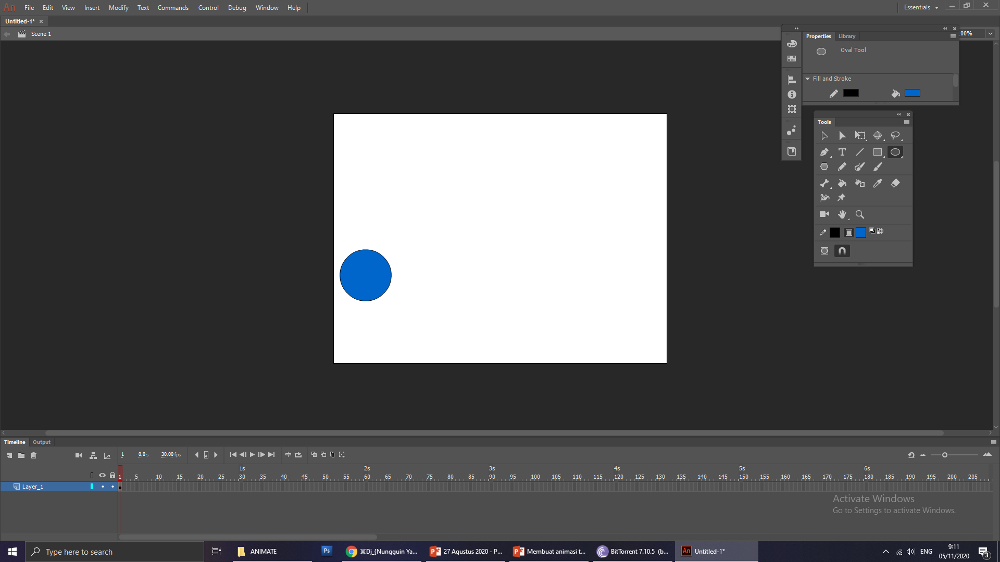 An File Edit View Insert Modify Text Commands Control Debug Window Help Essentials
Untitled-1*
Scene 1
Properties Library
Oval Tool
Fill and Stroke
Tools
Timeline Output
1 0,0 s 30,00 fps
1s 2s 3s 4s 5s 6s
1 5 10 15 20 25 30 35 40 45 50 55 60 65 70 75 80 85 90 95 100 105 110 115 120 125 130 135 140 145 150 155 160 165 170 175 180 185 190 195 200 205
Layer_1
Activate Windows
Go to Settings to activate Windows.
Type here to search
ANIMATE
Ps
Dj_{Nungguin Ya...
27 Agustus 2020 - P...
Membuat animasi t...
BitTorrent 7.10.5 (b...
An Untitled-1*
ENG
9:11
05/11/2020
3